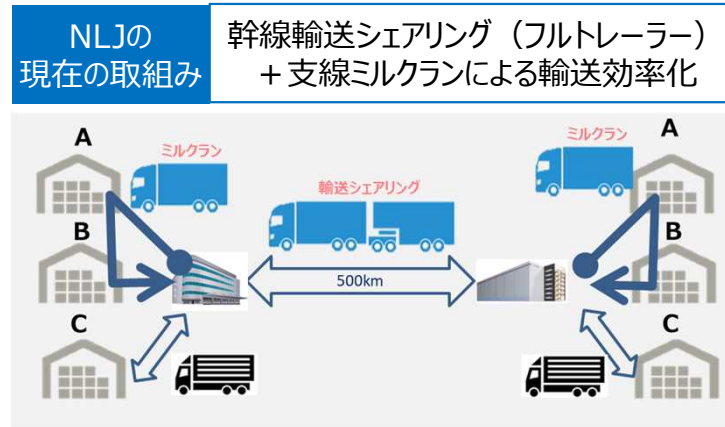 NLJの
現在の取組み
幹線輸送シェアリング（フルトレーラー）
＋支線ミルクランによる輸送効率化
A
ミルクラン
B
C
輸送シェアリング
500km
ミルクラン
A
B
C